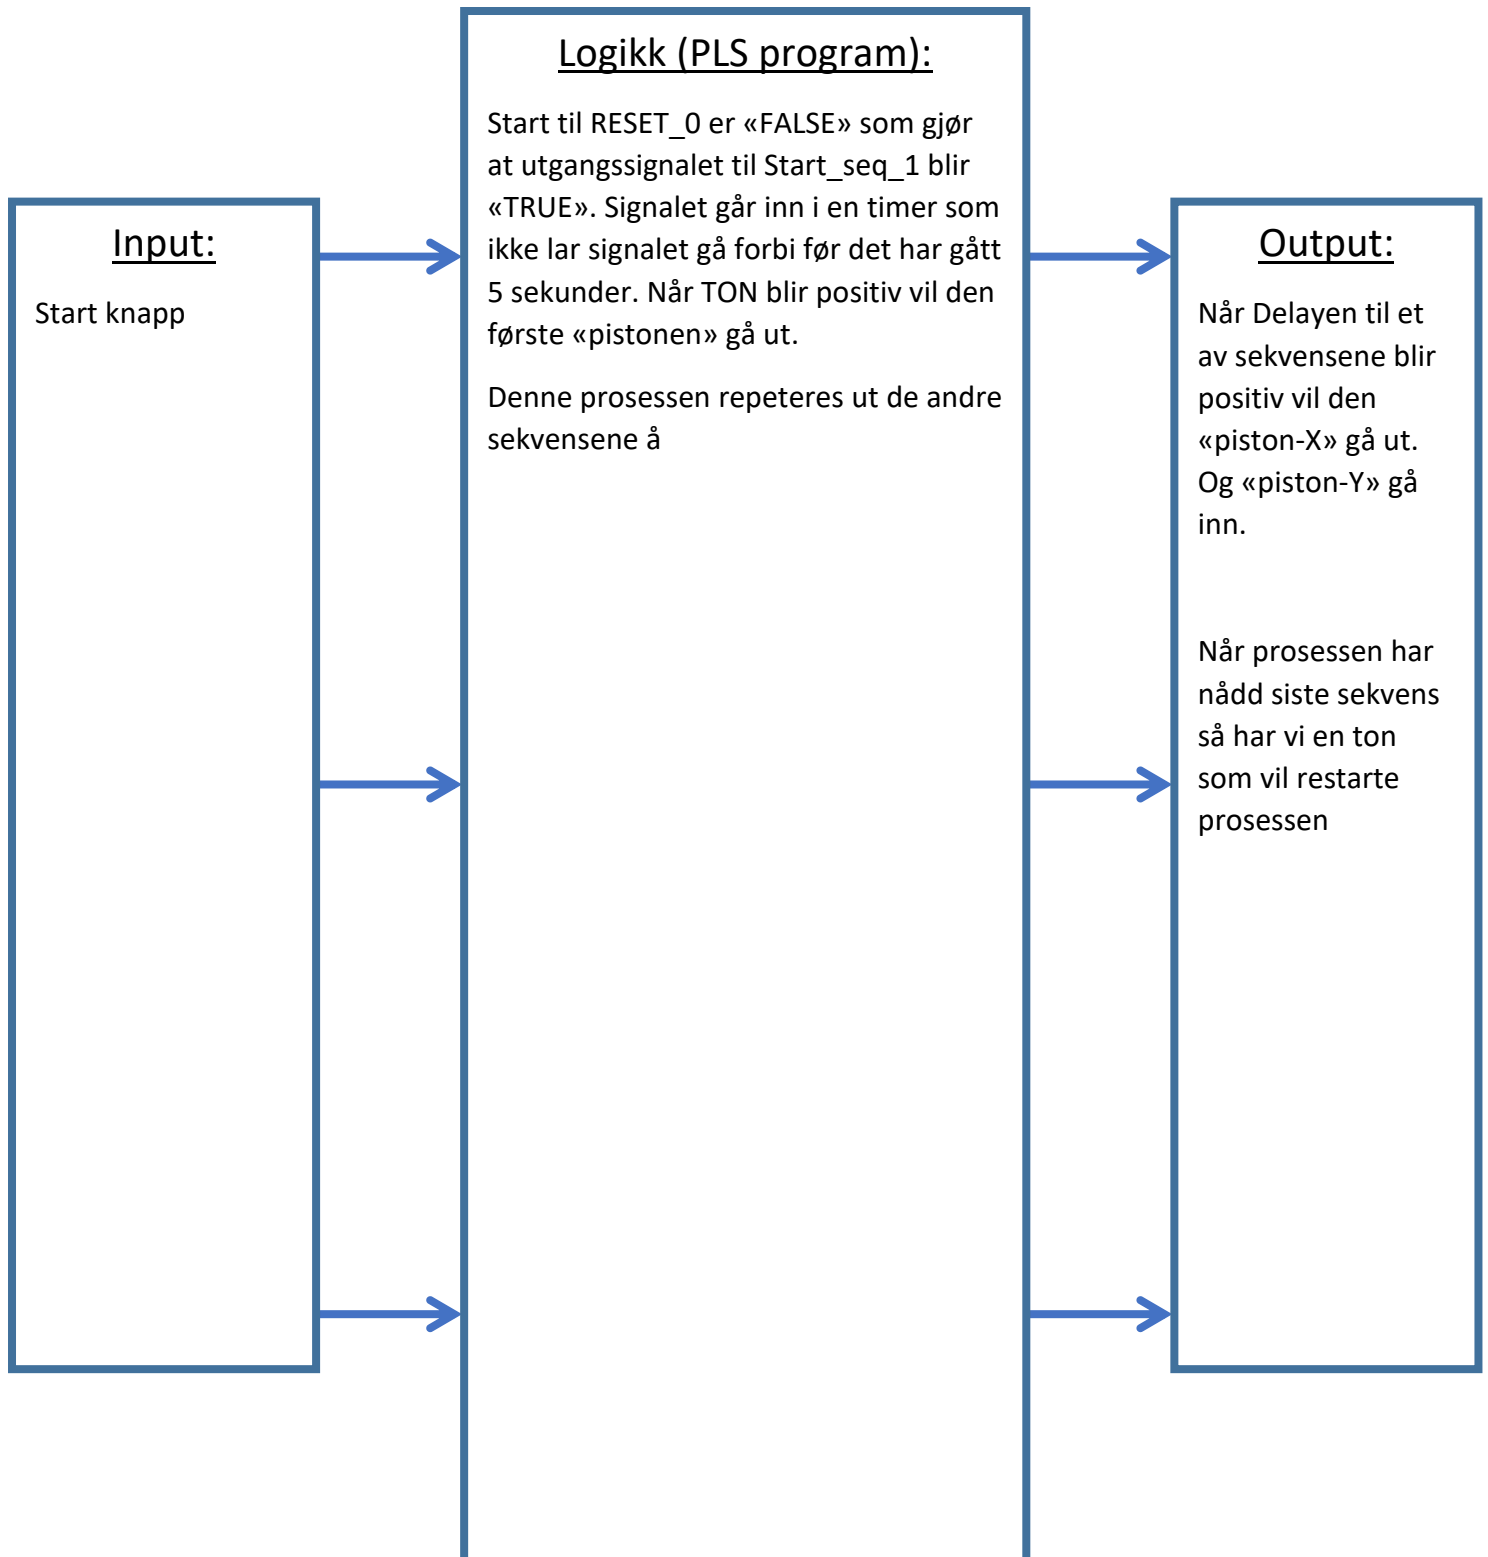 Input:
Start knapp
Logikk (PLS program):
Start til RESET_0 er «FALSE» som gjør
at utgangssignalet til Start_seq_1 blir
«TRUE». Signalet går inn i en timer som
ikke lar signalet gå forbi før det har gått
5 sekunder. Når TON blir positiv vil den
første «pistonen» gå ut.
Denne prosessen repeteres ut de andre
sekvensene å
Output:
Når Delayen til et
av sekvensene blir
positiv vil den
«piston-X» gå ut.
Og «piston-Y» gå
inn.
Når prosessen har
nådd siste sekvens
så har vi en ton
som vil restarte
prosessen